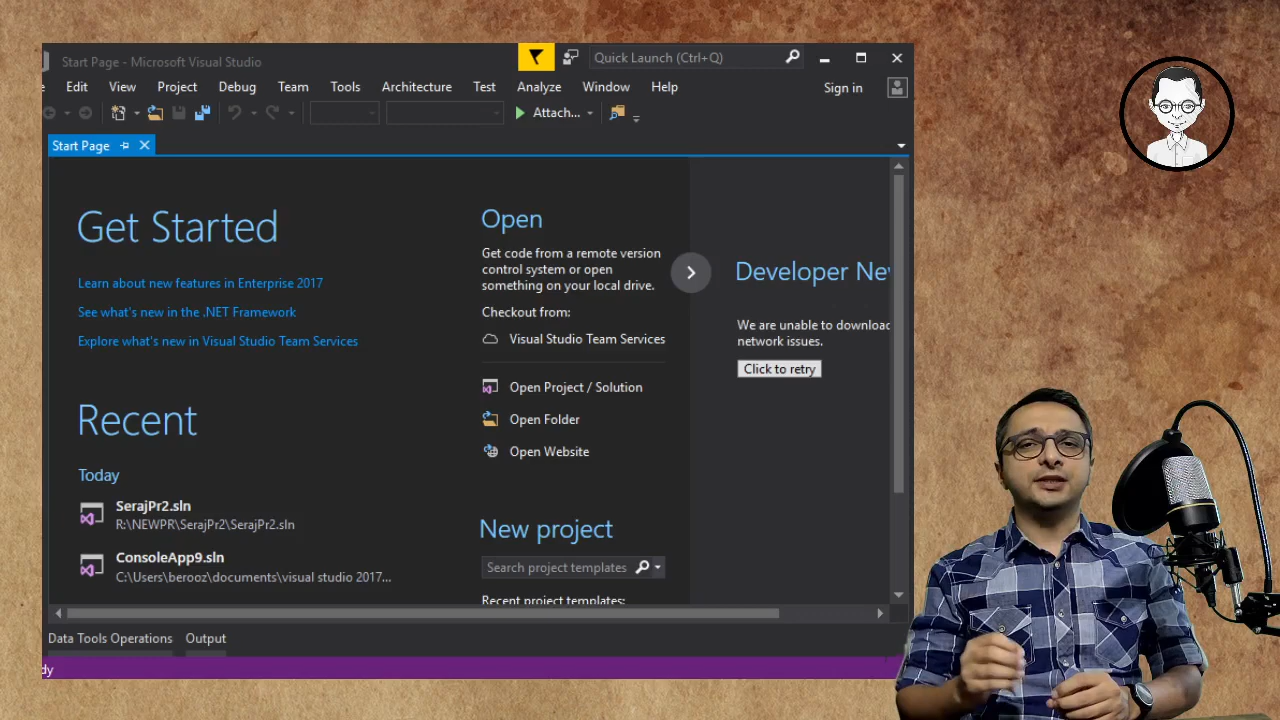 Start Page - Microsoft Visual Studio
Quick Launch (Ctrl+Q)
Edit View Project Debug Team Tools Architecture Test Analyze Window Help
Sign in
Attach...
Start Page
Get Started
Learn about new features in Enterprise 2017
See what's new in the .NET Framework
Explore what's new in Visual Studio Team Services
Recent
Today
SerajPr2.sln
R:\NEWPR\SerajPr2\SerajPr2.sln
ConsoleApp9.sln
C:\Users\berooz\documents\visual studio 2017...
Open
Get code from a remote version
control system or open
something on your local drive.
Checkout from:
Visual Studio Team Services
Open Project / Solution
Open Folder
Open Website
New project
Search project templates
Recent project templates:
Developer Ne
We are unable to download
network issues.
Click to retry
Data Tools Operations Output
dy